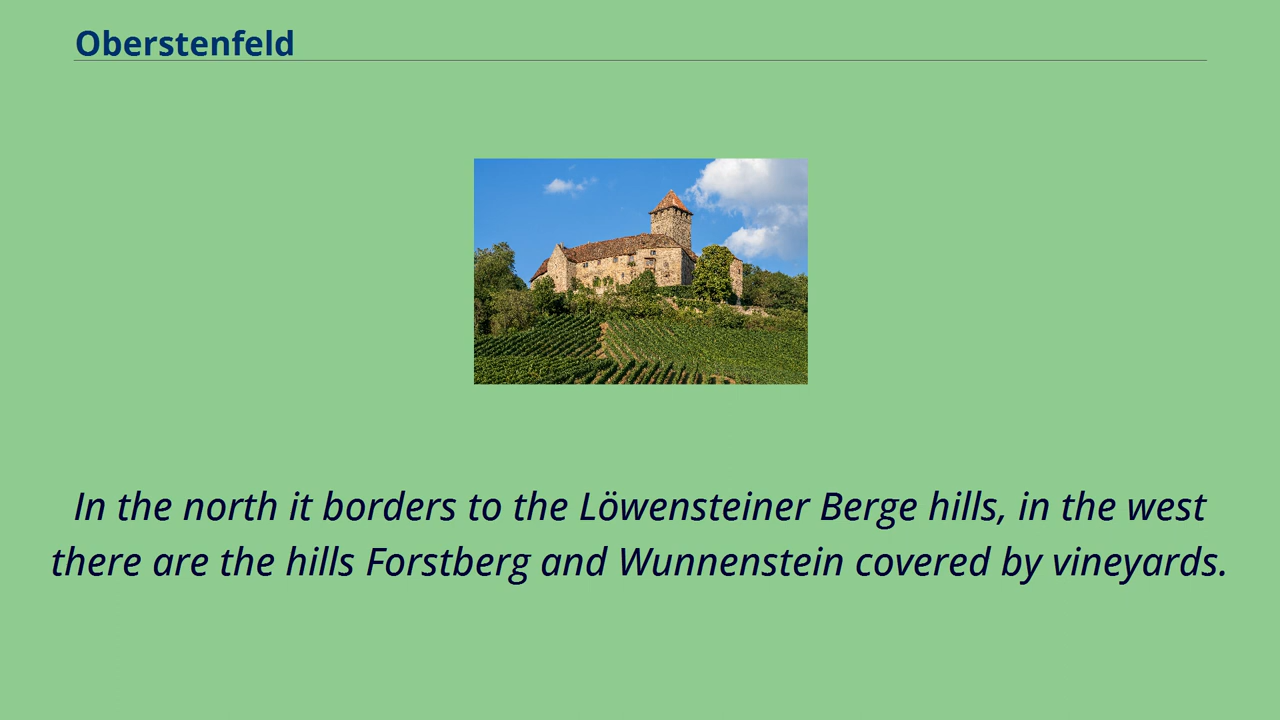 Oberstenfeld
In the north it borders to the Löwensteiner Berge hills, in the west
there are the hills Forstberg and Wunnenstein covered by vineyards.